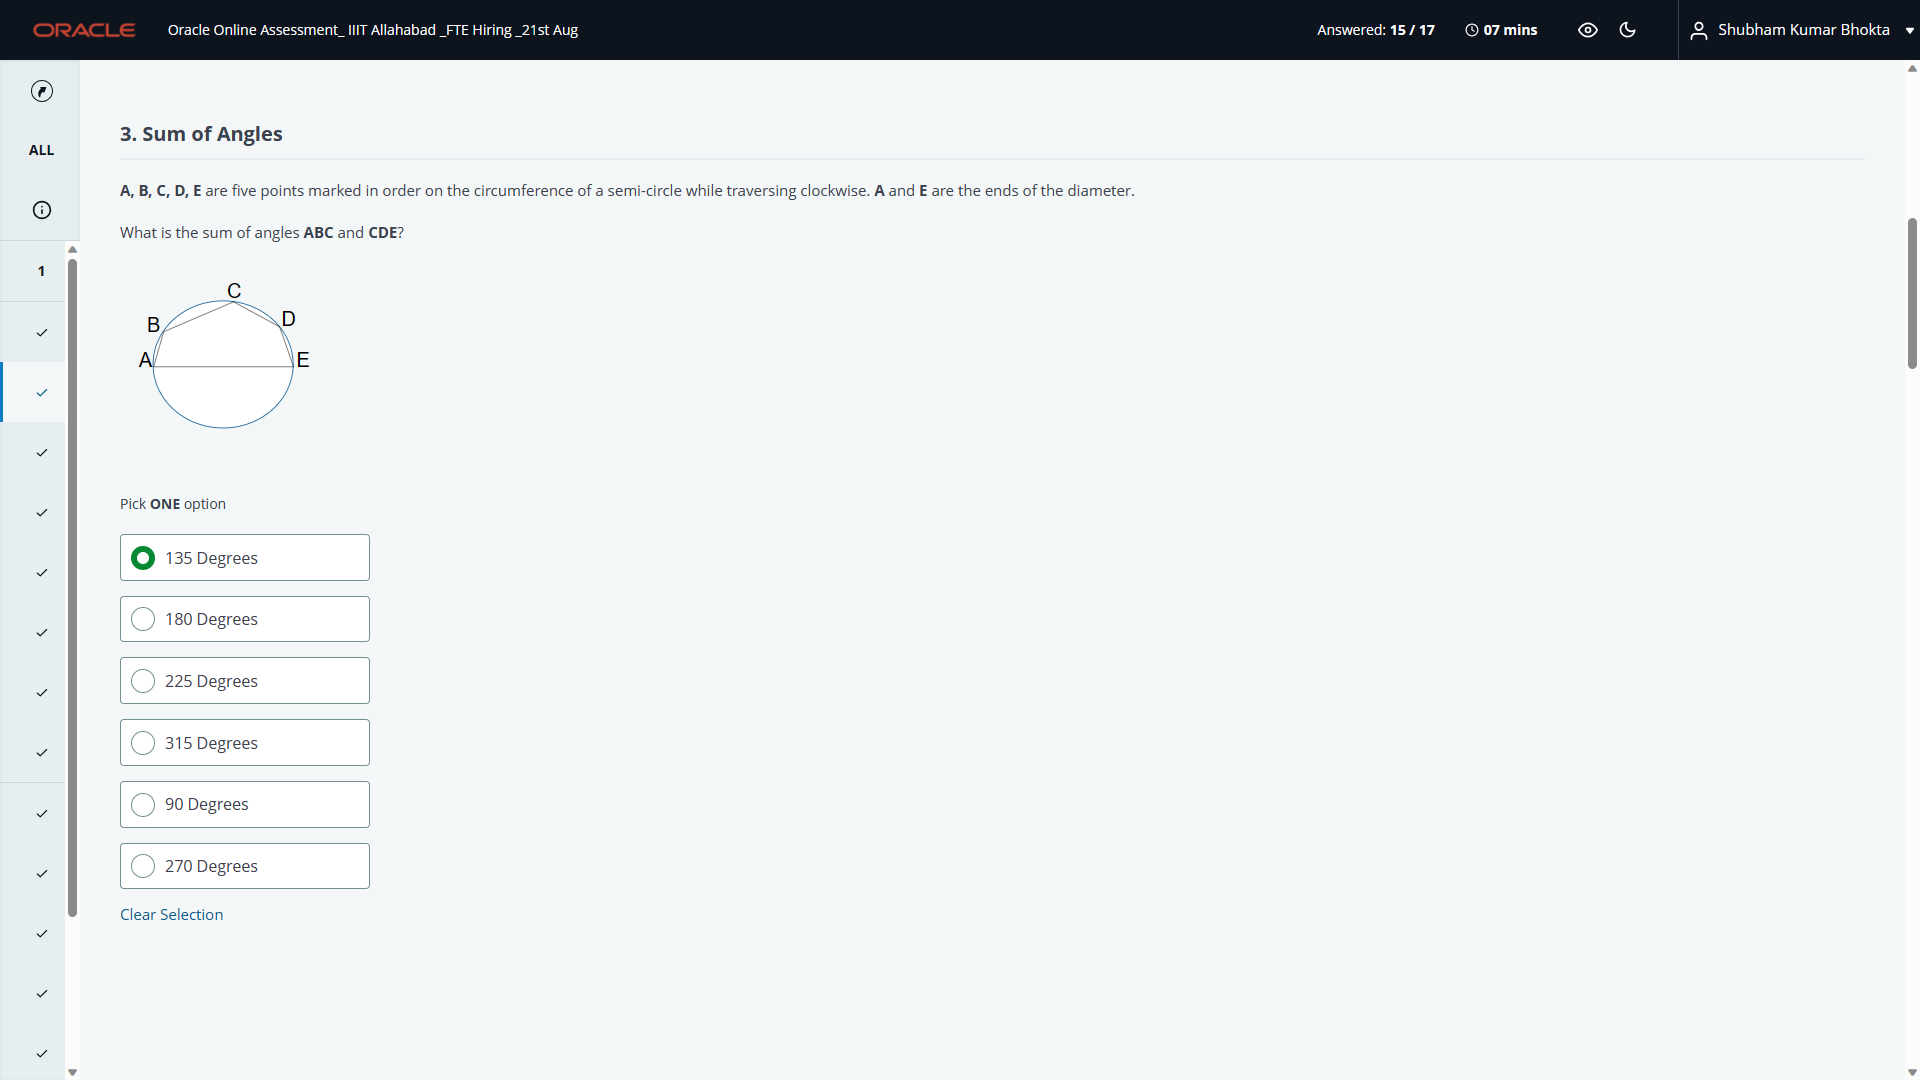 ORACLE
Oracle Online Assessment_ IIIT Allahabad _FTE Hiring _21st Aug
Answered: 15 / 17
07 mins
Shubham Kumar Bhokta
ALL
1
3. Sum of Angles
A, B, C, D, E are five points marked in order on the circumference of a semi-circle while traversing clockwise. A and E are the ends of the diameter.
What is the sum of angles ABC and CDE?
C
B
D
A
E
Pick ONE option
135 Degrees
180 Degrees
225 Degrees
315 Degrees
90 Degrees
270 Degrees
Clear Selection